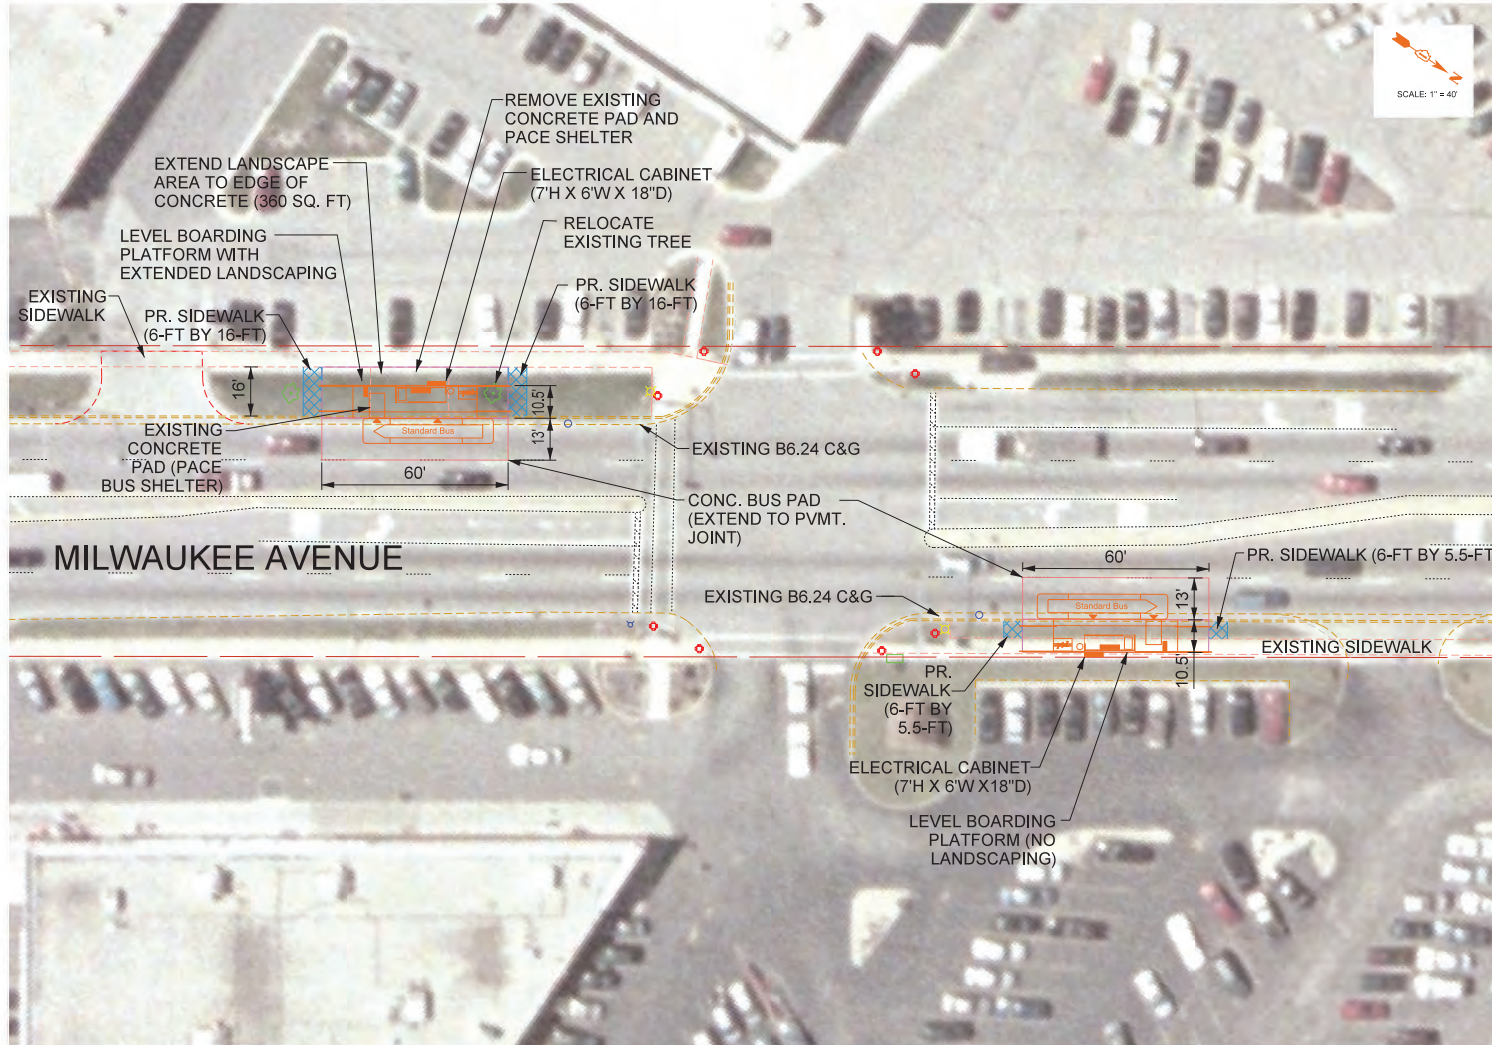 SCALE: 1" = 40'
N
REMOVE EXISTING
CONCRETE PAD AND
PACE SHELTER
EXTEND LANDSCAPE
AREA TO EDGE OF
CONCRETE (360 SQ. FT)
ELECTRICAL CABINET
(7'H X 6'W X 18"D)
RELOCATE
EXISTING TREE
LEVEL BOARDING
PLATFORM WITH
EXTENDED LANDSCAPING
PR. SIDEWALK
(6-FT BY 16-FT)
EXISTING
SIDEWALK
PR. SIDEWALK
(6-FT BY 16-FT)
16'
10.5'
13'
Standard Bus
60'
EXISTING
CONCRETE
PAD (PACE
BUS SHELTER)
EXISTING B6.24 C&G
CONC. BUS PAD
(EXTEND TO PVMT.
JOINT)
MILWAUKEE AVENUE
60'
PR. SIDEWALK (6-FT BY 5.5-FT
EXISTING B6.24 C&G
Standard Bus
13'
10.5'
EXISTING SIDEWALK
PR.
SIDEWALK
(6-FT BY
5.5-FT)
ELECTRICAL CABINET
(7'H X 6'W X18"D)
LEVEL BOARDING
PLATFORM (NO
LANDSCAPING)